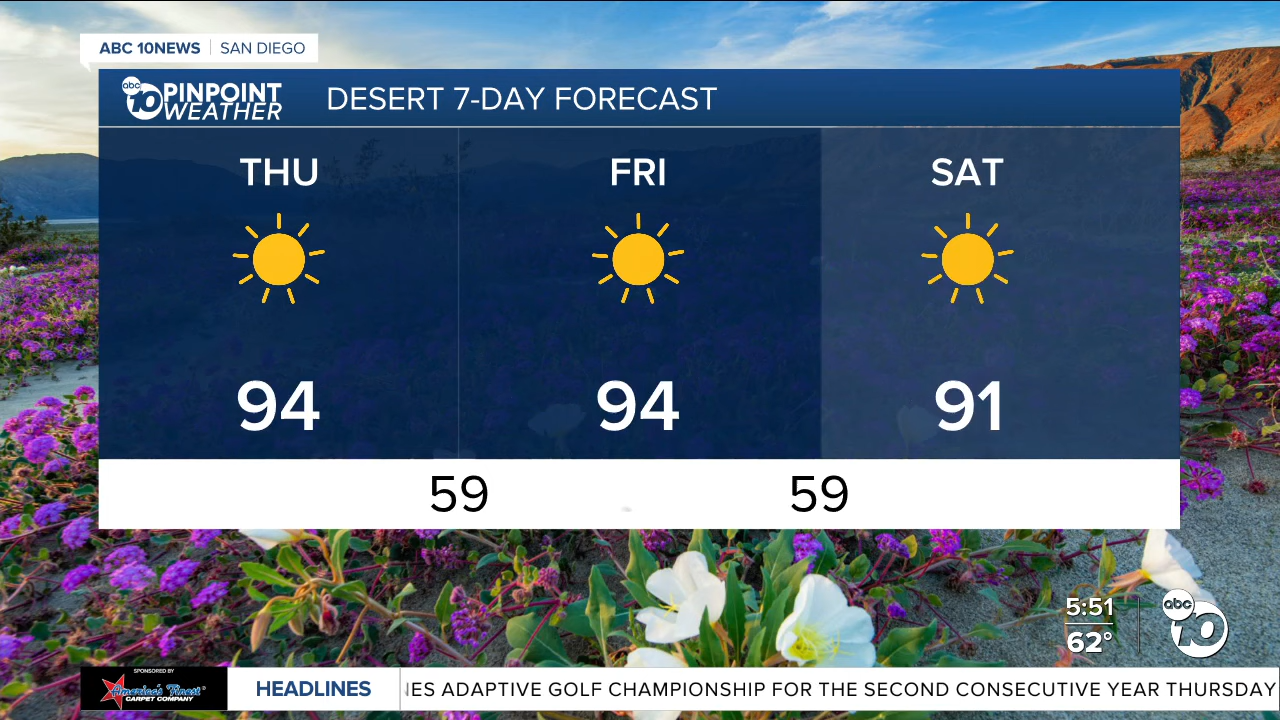 ABC 10NEWS | SAN DIEGO
abc 10 PINPOINT WEATHER
DESERT 7-DAY FORECAST
THU FRI SAT
94 94 91
59 59
5:51
62°
abc 10
SPONSORED BY
America's Finest
CARPET COMPANY
HEADLINES
IES ADAPTIVE GOLF CHAMPIONSHIP FOR THE SECOND CONSECUTIVE YEAR THURSDAY